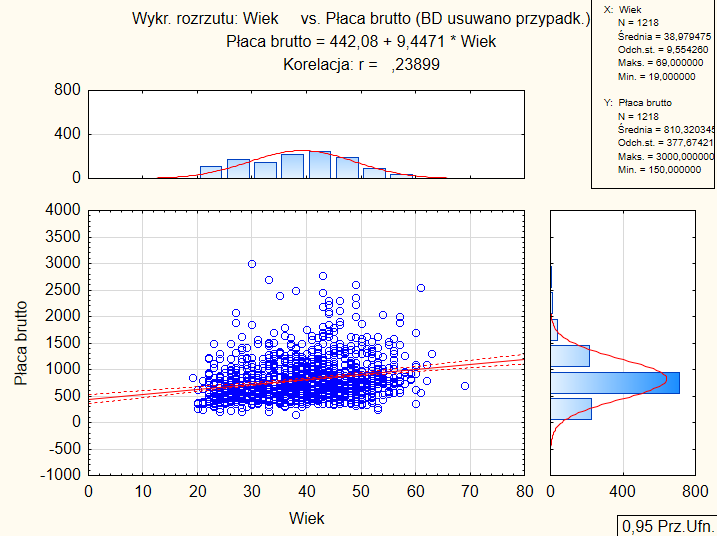 Wykr. rozrzutu: Wiek vs. Płaca brutto (BD usuwano przypadk.)
Płaca brutto = 442,08 + 9,4471 * Wiek
Korelacja: r = ,23899
X: Wiek
N = 1218
Średnia = 38,979475
Odch.st. = 9,554260
Maks. = 69,000000
Min. = 19,000000
Y: Płaca brutto
N = 1218
Średnia = 810,320345
Odch.st. = 377,67421
Maks. = 3000,000000
Min. = 150,000000
800
400
0
4000
3500
3000
2500
2000
1500
1000
500
0
-500
-1000
Płaca brutto
0 10 20 30 40 50 60 70 80
Wiek
0 400 800
0,95 Prz.Ufn.